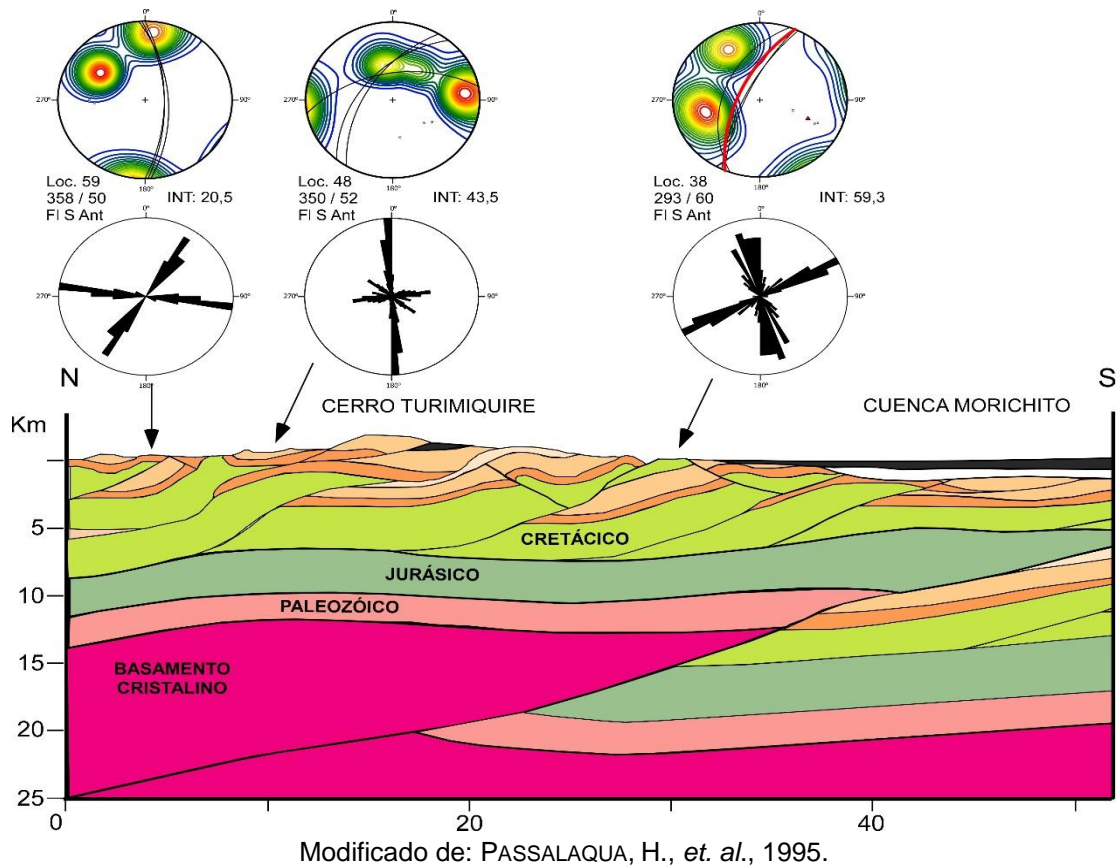 0°
0°
0°
270°
90°
270°
90°
270°
90°
180°
180°
180°
Loc. 59
358 / 50
Fl S Ant
INT: 20,5
Loc. 48
350 / 52
Fl S Ant
INT: 43,5
Loc. 38
293 / 60
Fl S Ant
INT: 59,3
0°
0°
0°
270°
90°
270°
90°
270°
90°
180°
180°
180°
N
S
Km
CERRO TURIMIQUIRE
CUENCA MORICHITO
5
CRETÁCICO
JURÁSICO
10
PALEOZÓICO
15
BASAMENTO
CRISTALINO
20
25
0
20
40
Modificado de: PASSALAQUA, H., et. al., 1995.